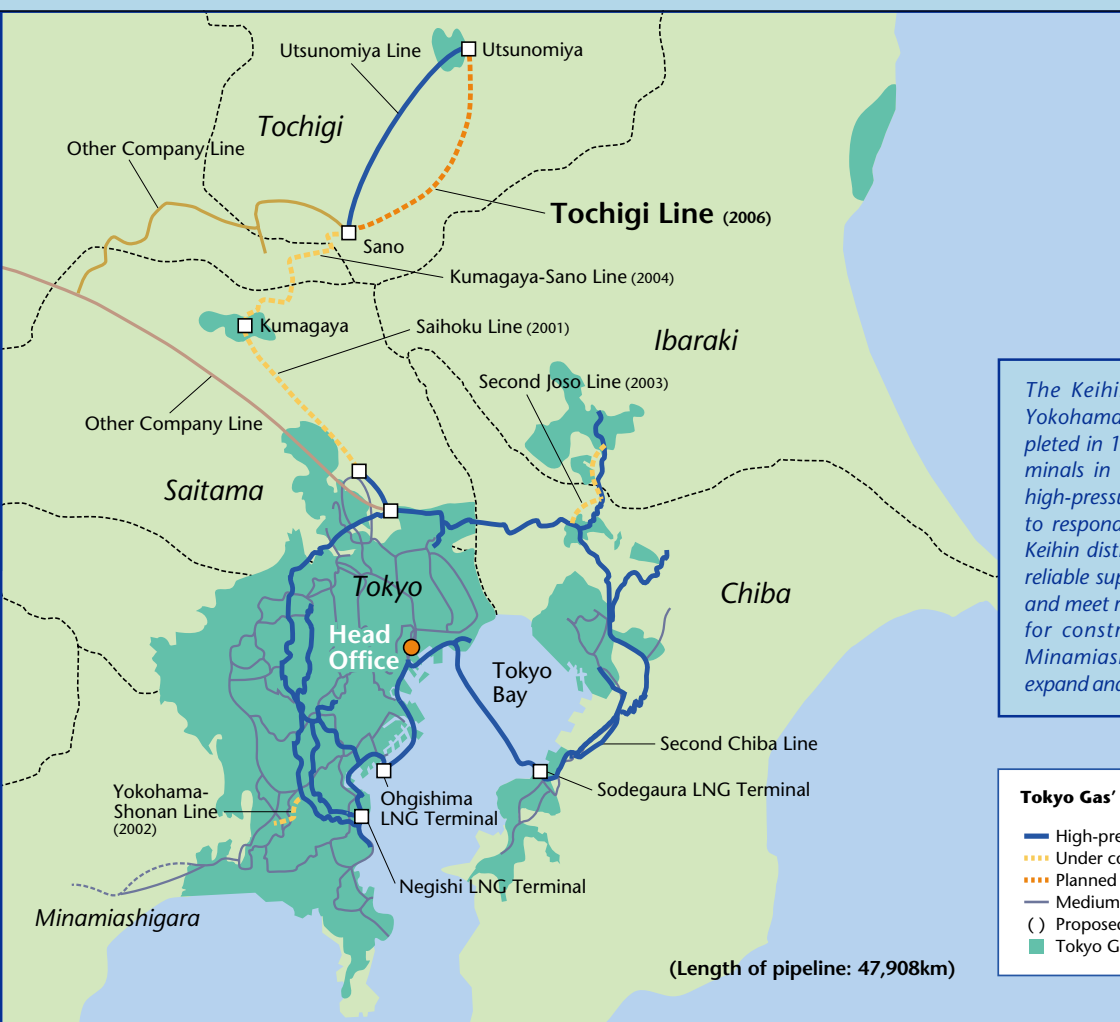 Utsunomiya Line
Utsunomiya
Tochigi
Other Company Line
Tochigi Line (2006)
Sano
Kumagaya-Sano Line (2004)
Kumagaya
Saihoku Line (2001)
Ibaraki
Second Joso Line (2003)
Other Company Line
Saitama
Tokyo
Chiba
Head
Office
Tokyo
Bay
Second Chiba Line
Sodegaura LNG Terminal
Yokohama-
Shonan Line
(2002)
Ohgishima
LNG Terminal
Negishi LNG Terminal
Minamiashigara
(Length of pipeline: 47,908km)
The Keihi
Yokohama
pleted in 1
minals in
high-pressu
to respond
Keihin dist
reliable sup
and meet
for constr
Minamias
expand and
Tokyo Gas’
High-pre
Under co
Planned
Medium
( ) Proposed
Tokyo G